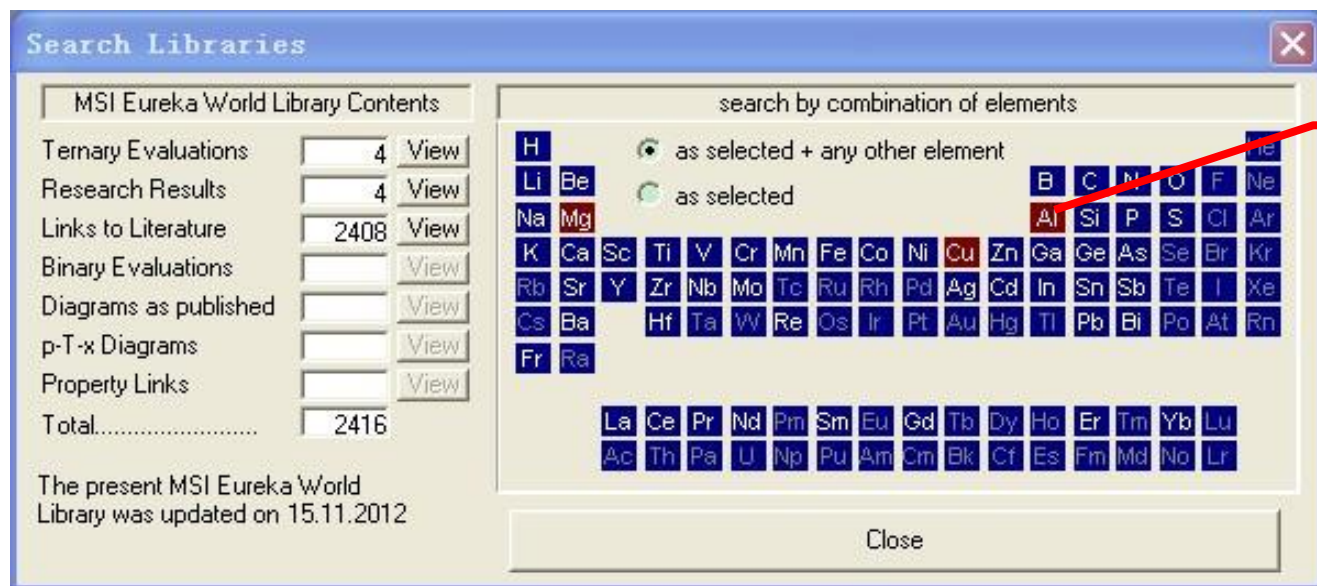 Search Libraries
MSI Eureka World Library Contents
Ternary Evaluations 4 View
Research Results 4 View
Links to Literature 2408 View
Binary Evaluations View
Diagrams as published View
p-T-x Diagrams View
Property Links View
Total......................... 2416
The present MSI Eureka World
Library was updated on 15.11.2012
search by combination of elements
as selected + any other element
as selected
H He
Li Be B C N O F Ne
Na Mg Al Si P S Cl Ar
K Ca Sc Ti V Cr Mn Fe Co Ni Cu Zn Ga Ge As Se Br Kr
Rb Sr Y Zr Nb Mo Tc Ru Rh Pd Ag Cd In Sn Sb Te I Xe
Cs Ba Hf Ta W Re Os Ir Pt Au Hg Tl Pb Bi Po At Rn
Fr Ra
La Ce Pr Nd Pm Sm Eu Gd Tb Dy Ho Er Tm Yb Lu
Ac Th Pa U Np Pu Am Cm Bk Cf Es Fm Md No Lr
Close